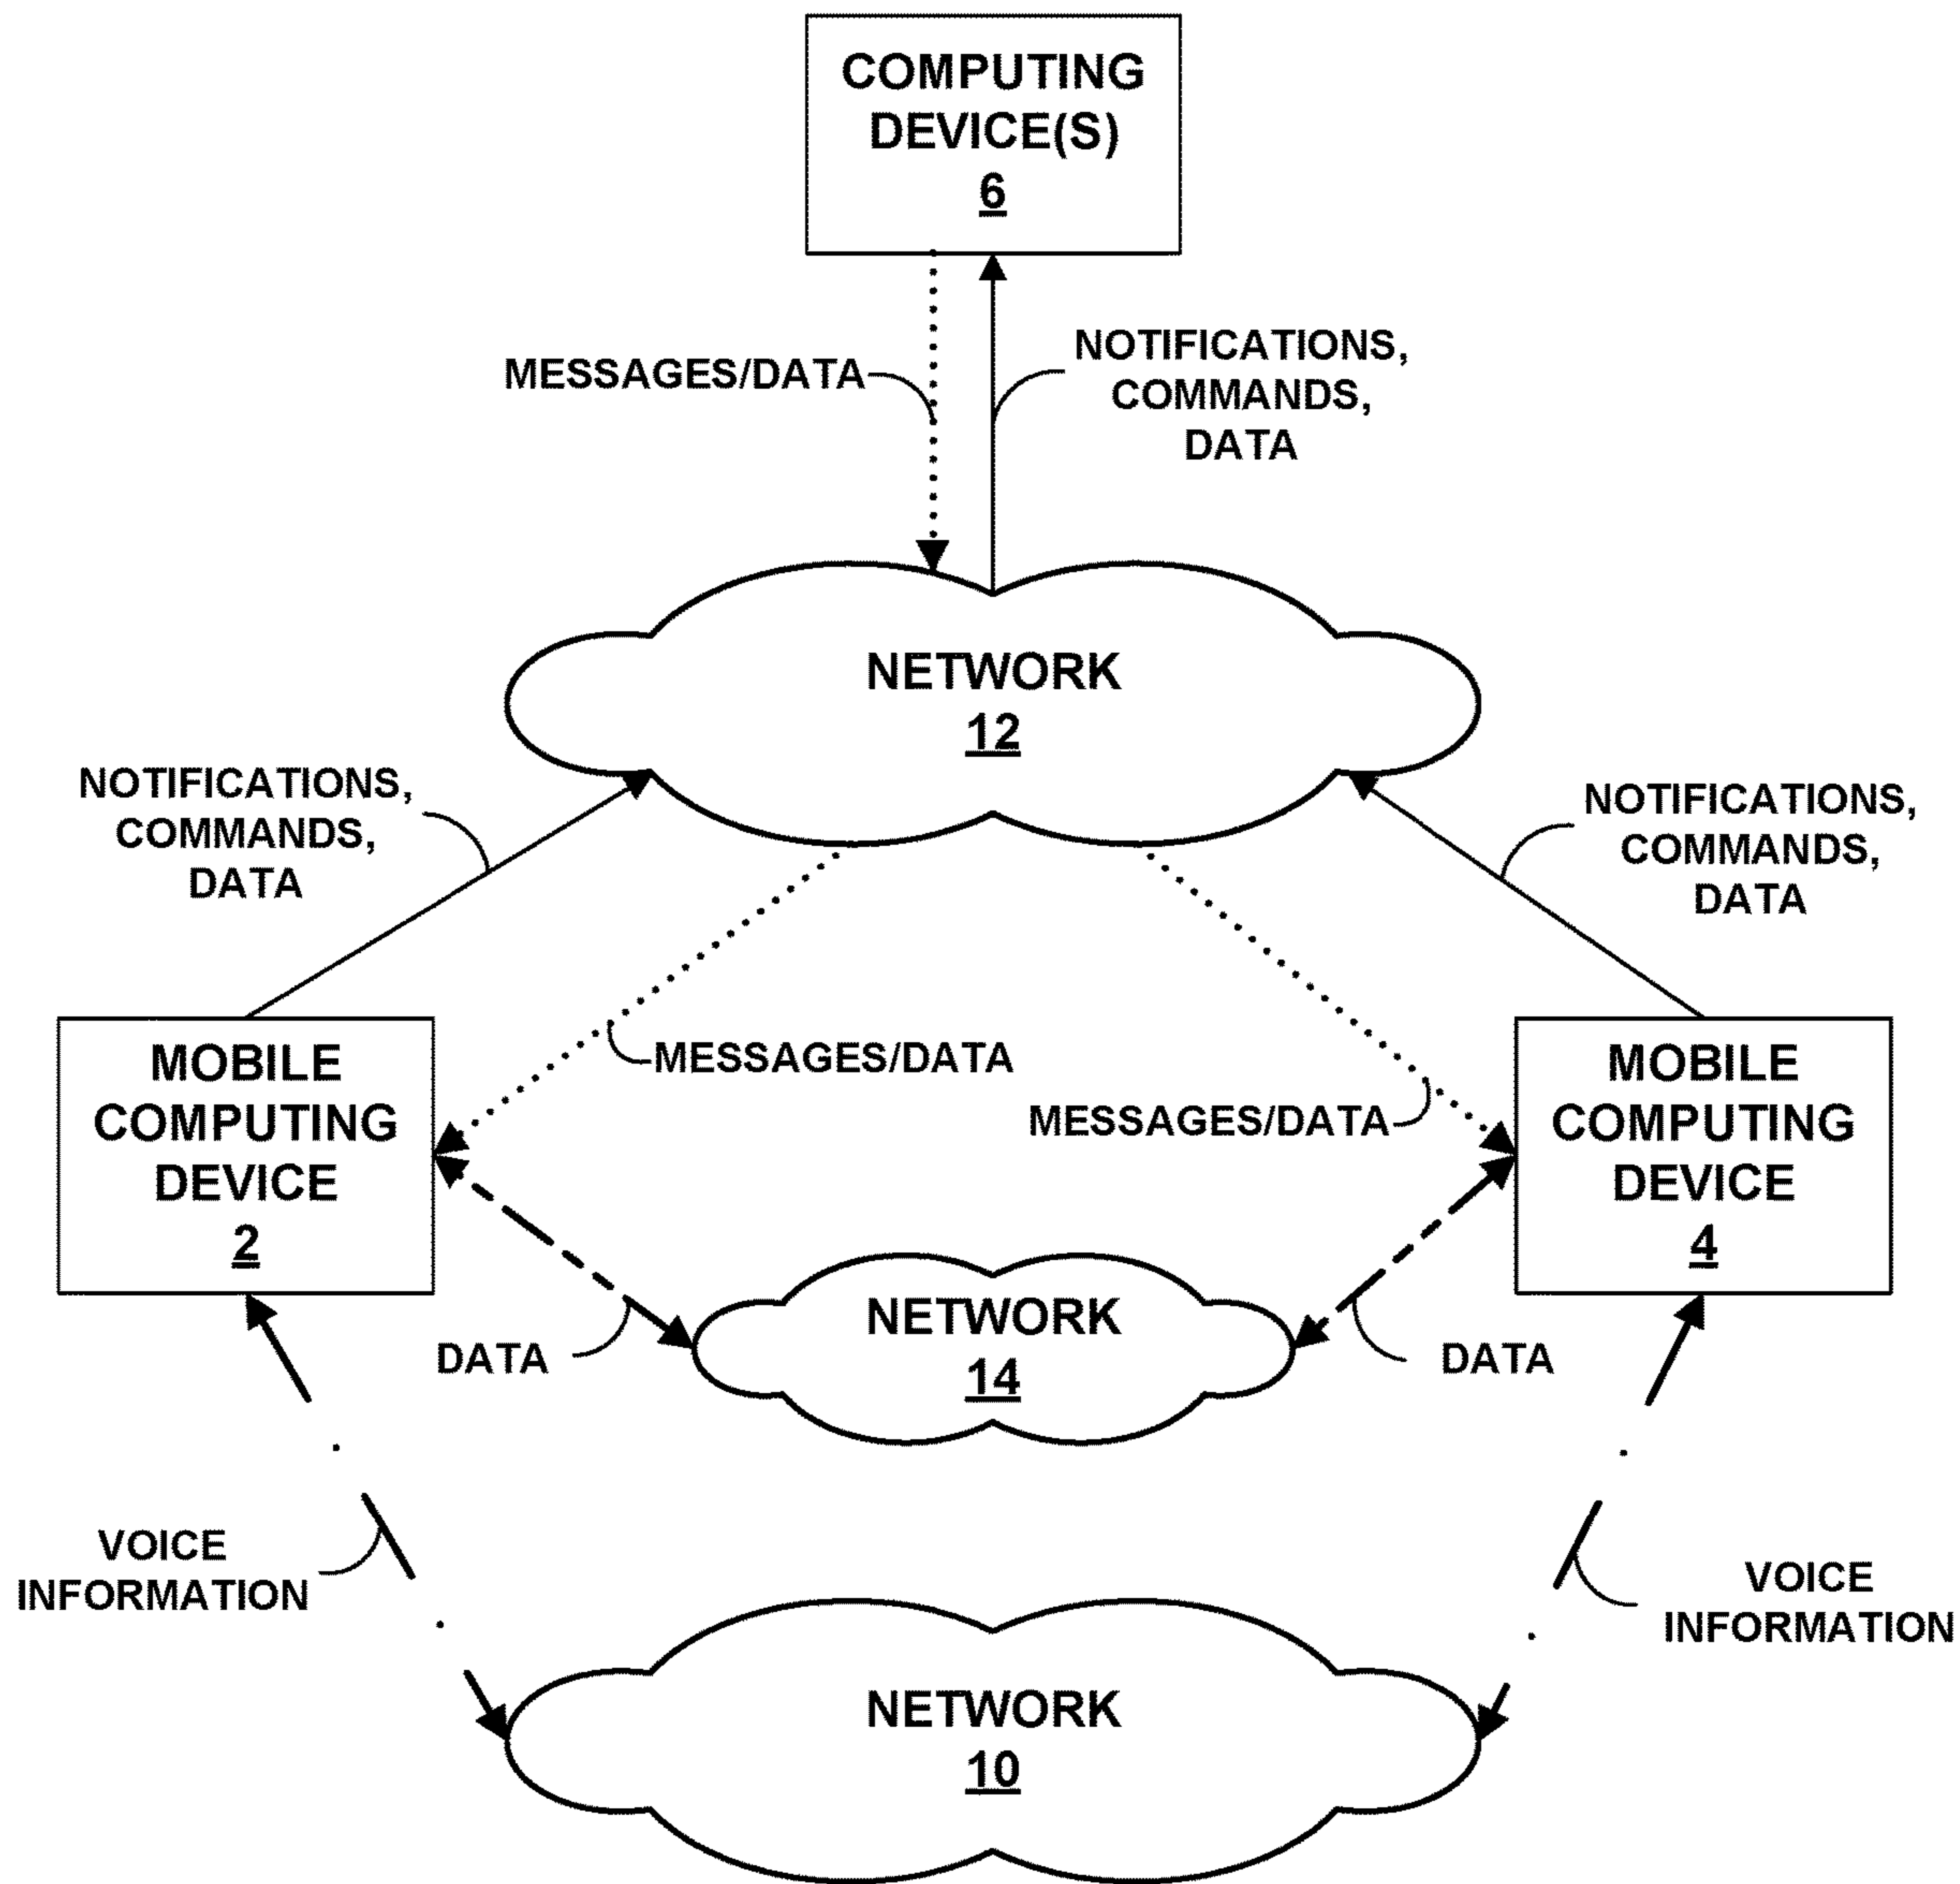 COMPUTING
DEVICE(S)
6
MESSAGES/DATA
NOTIFICATIONS,
COMMANDS,
DATA
NETWORK
12
NOTIFICATIONS,
COMMANDS,
DATA
NOTIFICATIONS,
COMMANDS,
DATA
MESSAGES/DATA
MESSAGES/DATA
MOBILE
COMPUTING
DEVICE
2
MOBILE
COMPUTING
DEVICE
4
NETWORK
14
DATA
DATA
VOICE
INFORMATION
VOICE
INFORMATION
NETWORK
10